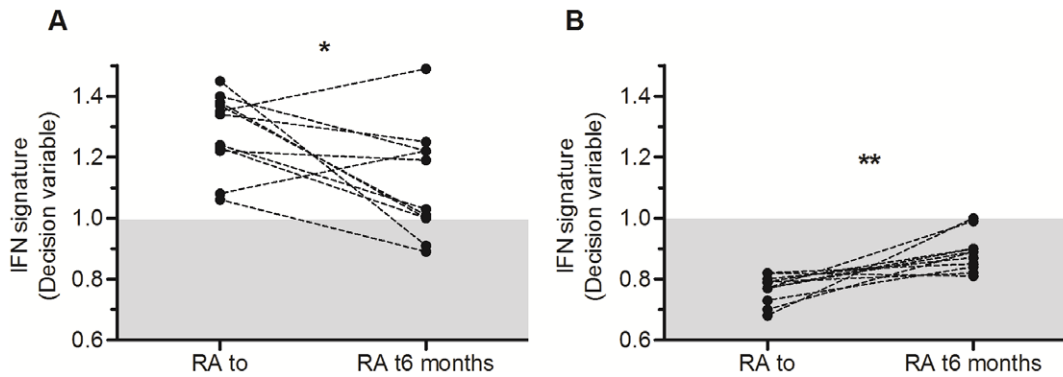 A
*
IFN signature
(Decision variable)
1.4
1.2
1.0
0.8
0.6
RA to
RA t6 months
B
**
IFN signature
(Decision variable)
1.4
1.2
1.0
0.8
0.6
RA to
RA t6 months